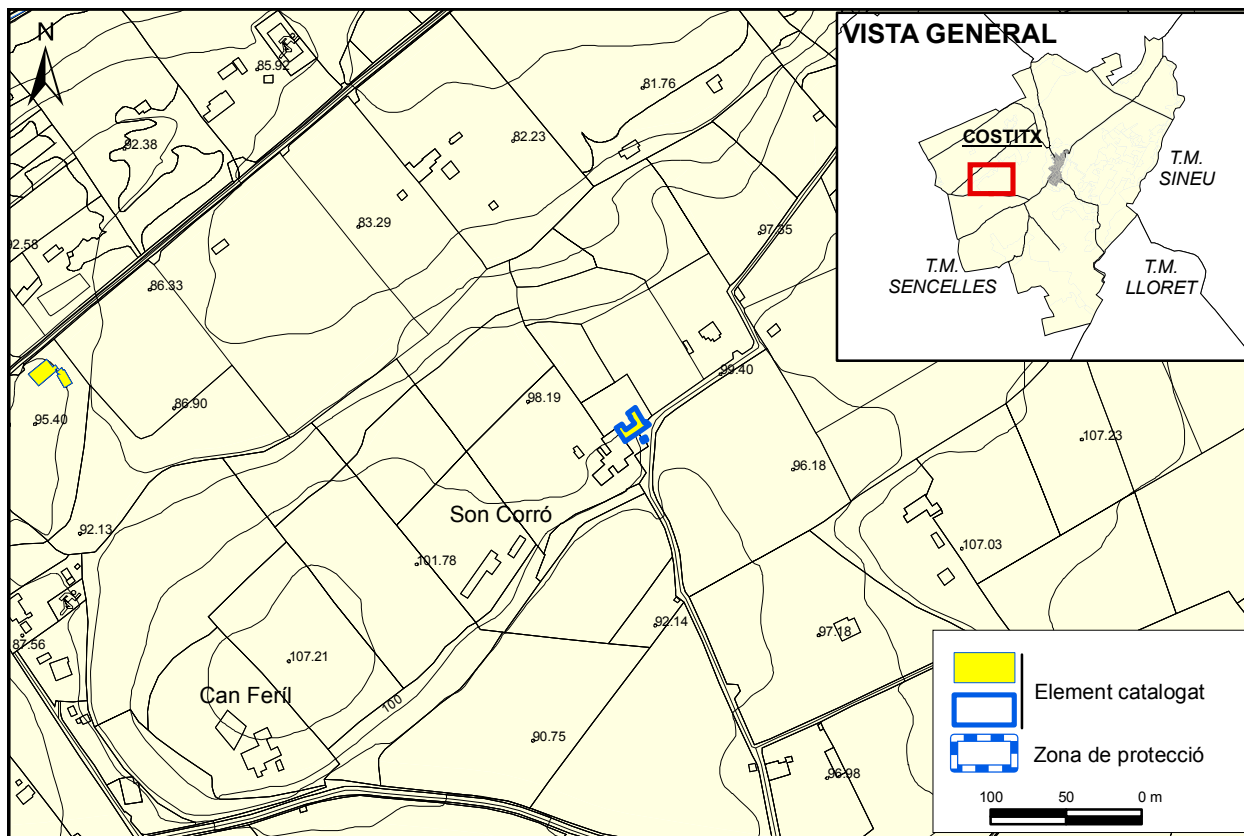 N
85.92
81.76
92.38
82.23
83.29
97.35
92.58
86.33
99.40
86.90
98.19
95.40
107.23
96.18
Son Corró
92.13
101.78
107.03
92.14
97.18
87.56
107.21
Can Feríl
100
90.75
96.98
VISTA GENERAL
COSTITX
T.M.
SINEU
T.M.
SENCELLES
T.M.
LLORET
Element catalogat
Zona de protecció
100 50 0 m